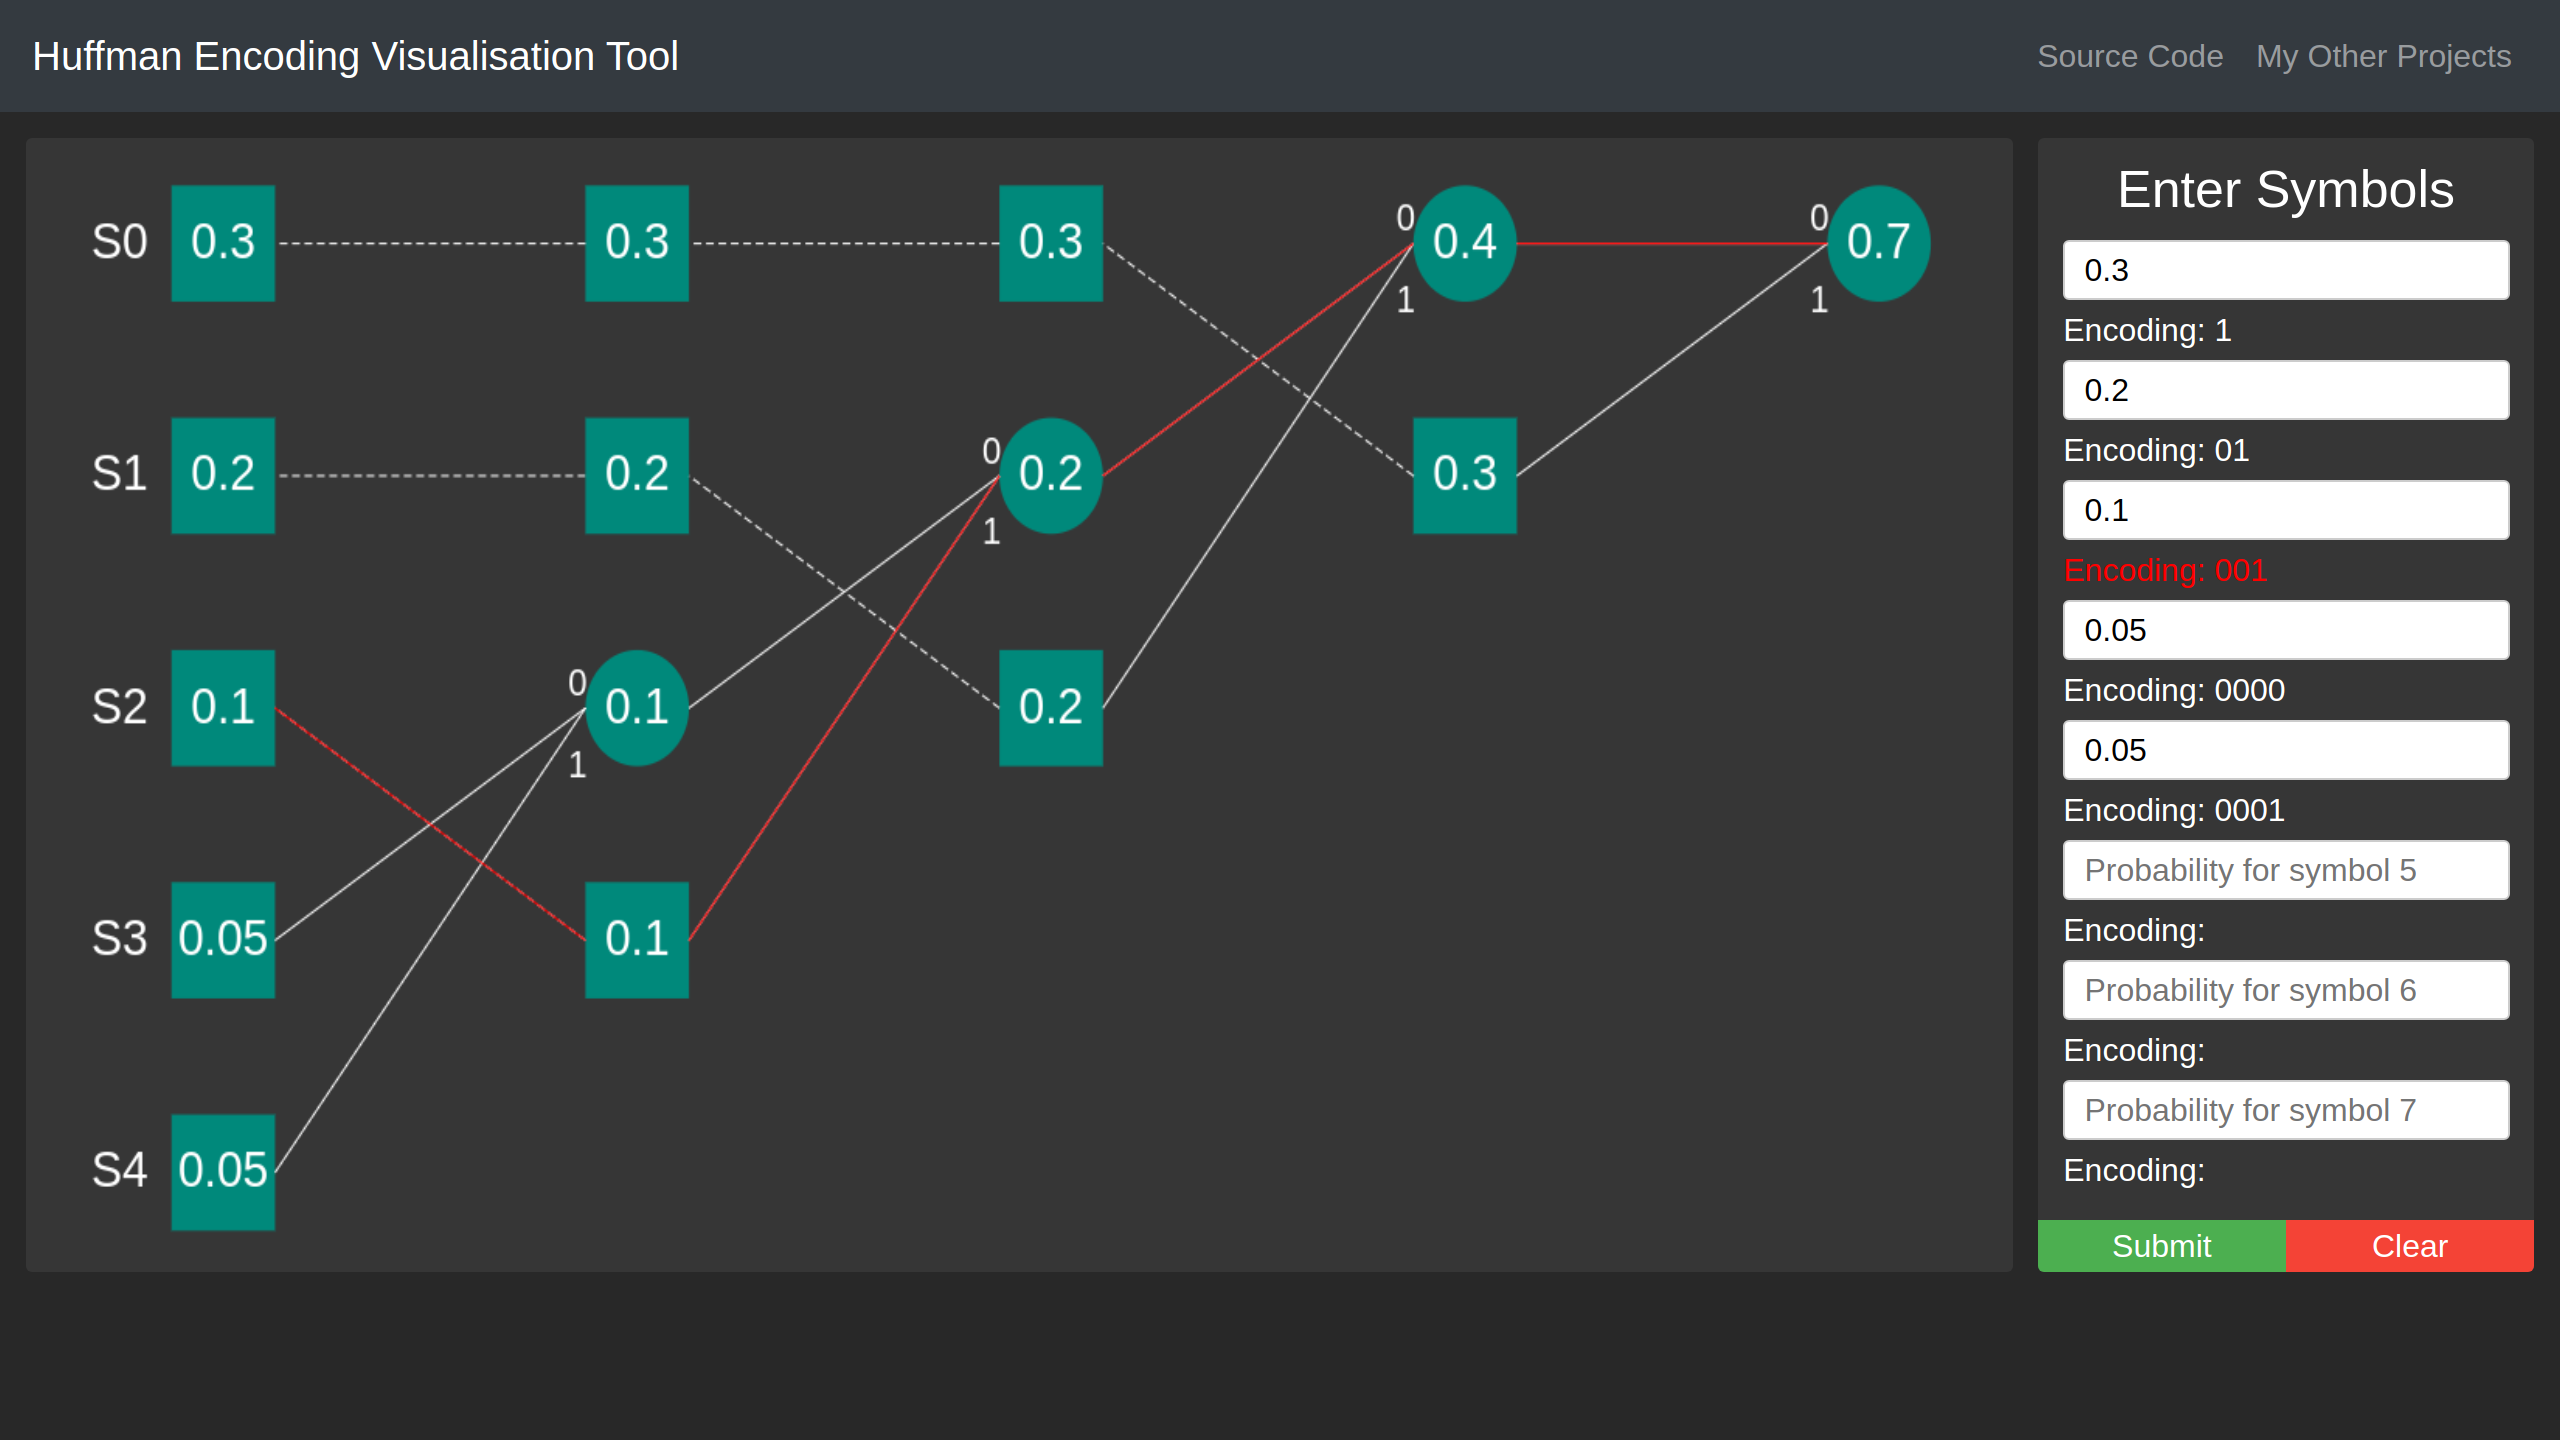 Huffman Encoding Visualisation Tool
Source Code
My Other Projects
S0 0.3 0.3 0.3 0 0.4 0 0.7
1 1
S1 0.2 0.2 0 0.2 0.3
1
S2 0.1 0 0.1 0.2
1
S3 0.05 0.1
S4 0.05
Enter Symbols
0.3
Encoding: 1
0.2
Encoding: 01
0.1
Encoding: 001
0.05
Encoding: 0000
0.05
Encoding: 0001
Probability for symbol 5
Encoding:
Probability for symbol 6
Encoding:
Probability for symbol 7
Encoding:
Submit
Clear